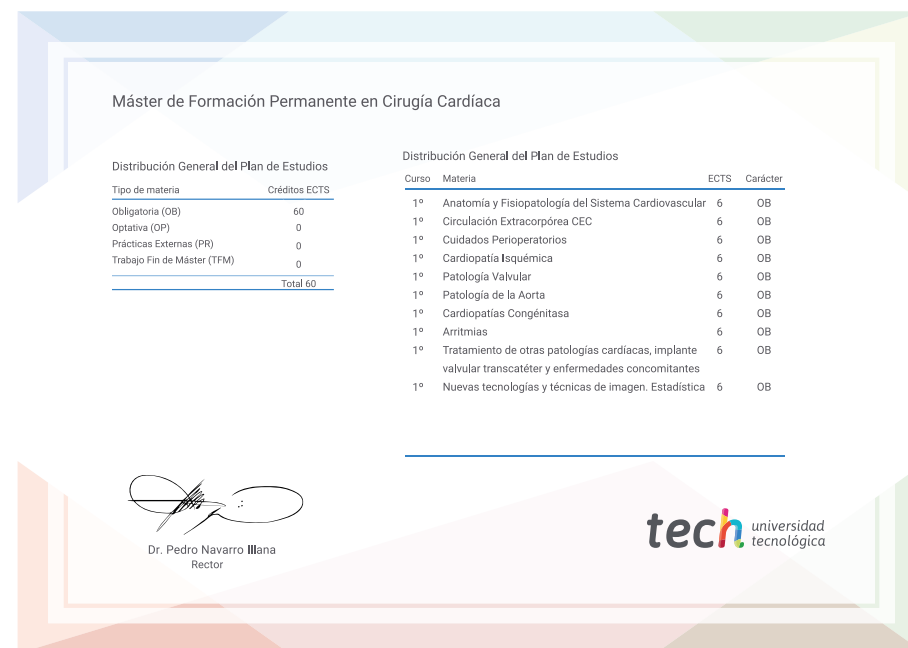 Máster de Formación Permanente en Cirugía Cardíaca
Distribución General del Plan de Estudios
Tipo de materia Créditos ECTS
Obligatoria (OB) 60
Optativa (OP) 0
Prácticas Externas (PR) 0
Trabajo Fin de Máster (TFM) 0
Total 60
Distribución General del Plan de Estudios
Curso Materia ECTS Carácter
1º Anatomía y Fisiopatología del Sistema Cardiovascular 6 OB
1º Circulación Extracorpórea CEC 6 OB
1º Cuidados Perioperatorios 6 OB
1º Cardiopatía Isquémica 6 OB
1º Patología Valvular 6 OB
1º Patología de la Aorta 6 OB
1º Cardiopatías Congénitasa 6 OB
1º Arritmias 6 OB
1º Tratamiento de otras patologías cardíacas, implante 6 OB
valvular transcatéter y enfermedades concomitantes
1º Nuevas tecnologías y técnicas de imagen. Estadística 6 OB
Dr. Pedro Navarro Illana
Rector
tech universidad
tecnológica